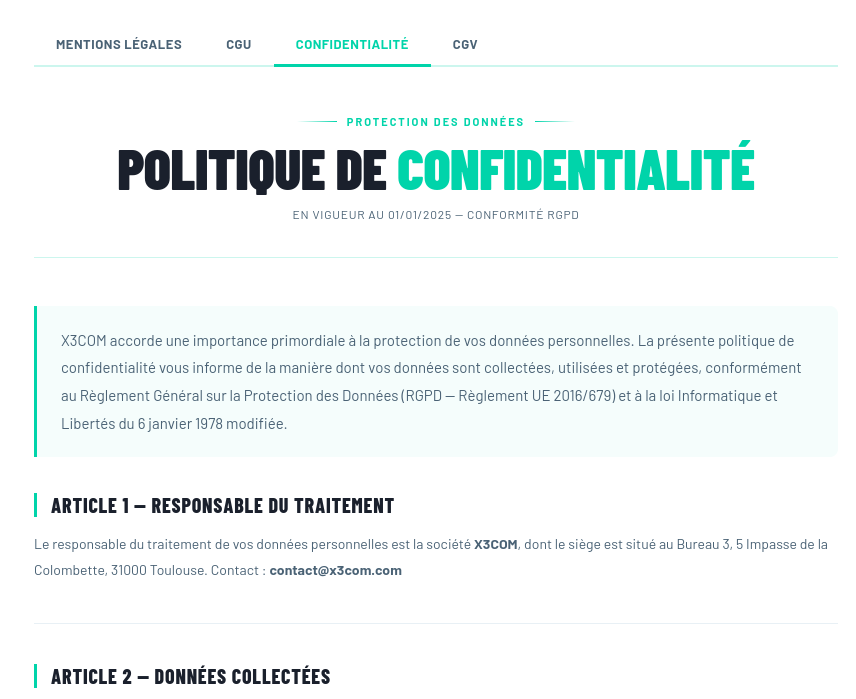 MENTIONS LÉGALES CGU CONFIDENTIALITÉ CGV
PROTECTION DES DONNÉES
POLITIQUE DE CONFIDENTIALITÉ
EN VIGUEUR AU 01/01/2025 — CONFORMITÉ RGPD
X3COM accorde une importance primordiale à la protection de vos données personnelles. La présente politique de
confidentialité vous informe de la manière dont vos données sont collectées, utilisées et protégées, conformément
au Règlement Général sur la Protection des Données (RGPD — Règlement UE 2016/679) et à la loi Informatique et
Libertés du 6 janvier 1978 modifiée.
ARTICLE 1 — RESPONSABLE DU TRAITEMENT
Le responsable du traitement de vos données personnelles est la société X3COM, dont le siège est situé au Bureau 3, 5 Impasse de la
Colombette, 31000 Toulouse. Contact : contact@x3com.com
ARTICLE 2 — DONNÉES COLLECTÉES